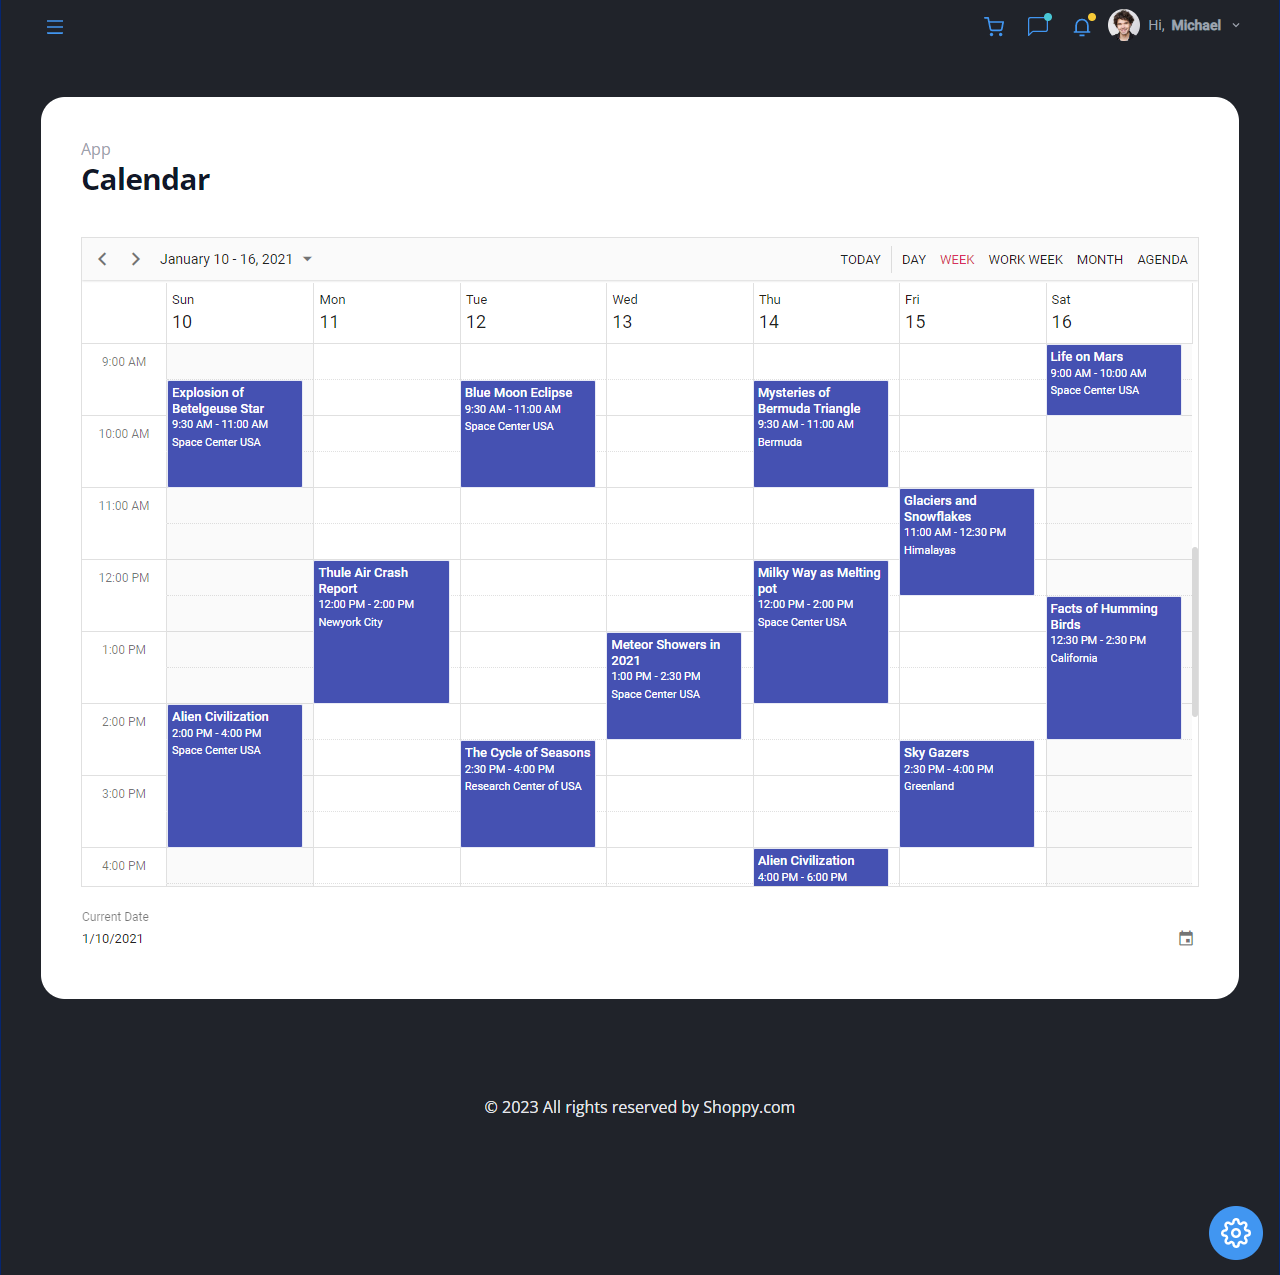 Hi, Michael
App
Calendar
January 10 - 16, 2021
TODAY
DAY
WEEK
WORK WEEK
MONTH
AGENDA
Sun
10
Mon
11
Tue
12
Wed
13
Thu
14
Fri
15
Sat
16
9:00 AM
10:00 AM
11:00 AM
12:00 PM
1:00 PM
2:00 PM
3:00 PM
4:00 PM
Explosion of
Betelgeuse Star
9:30 AM - 11:00 AM
Space Center USA
Alien Civilization
2:00 PM - 4:00 PM
Space Center USA
Thule Air Crash
Report
12:00 PM - 2:00 PM
Newyork City
Blue Moon Eclipse
9:30 AM - 11:00 AM
Space Center USA
The Cycle of Seasons
2:30 PM - 4:00 PM
Research Center of USA
Meteor Showers in
2021
1:00 PM - 2:30 PM
Space Center USA
Mysteries of
Bermuda Triangle
9:30 AM - 11:00 AM
Bermuda
Milky Way as Melting
pot
12:00 PM - 2:00 PM
Space Center USA
Alien Civilization
4:00 PM - 6:00 PM
Glaciers and
Snowflakes
11:00 AM - 12:30 PM
Himalayas
Sky Gazers
2:30 PM - 4:00 PM
Greenland
Life on Mars
9:00 AM - 10:00 AM
Space Center USA
Facts of Humming
Birds
12:30 PM - 2:30 PM
California
Current Date
1/10/2021
© 2023 All rights reserved by Shoppy.com